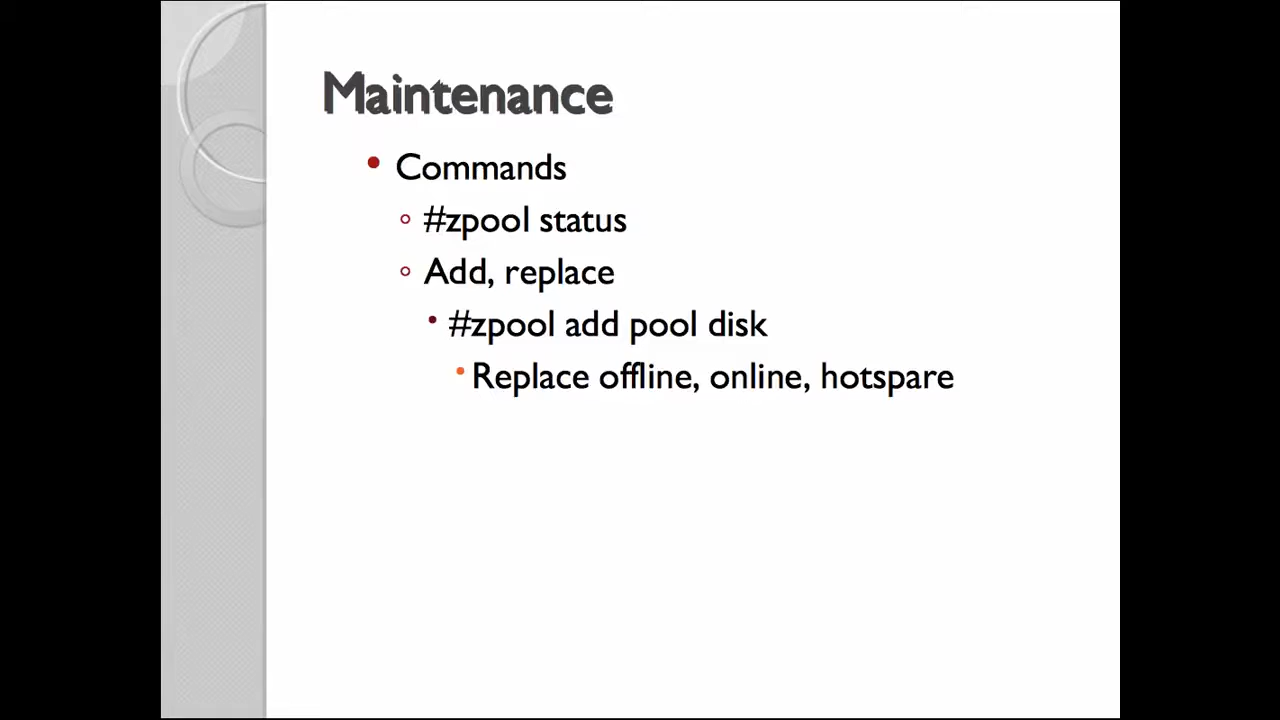 Maintenance
Commands
#zpool status
Add, replace
#zpool add pool disk
Replace offline, online, hotspare